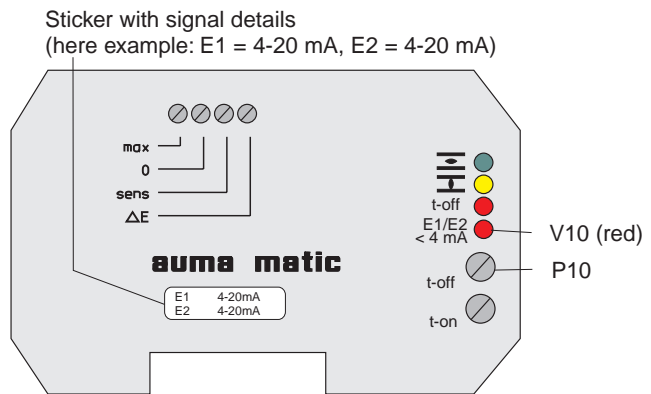 Sticker with signal details
(here example: E1 = 4-20 mA, E2 = 4-20 mA)
max
0
sens
ΔE
t-off
E1/E2
< 4 mA
V10 (red)
P10
t-off
t-on
auma matic
E1 4-20mA
E2 4-20mA